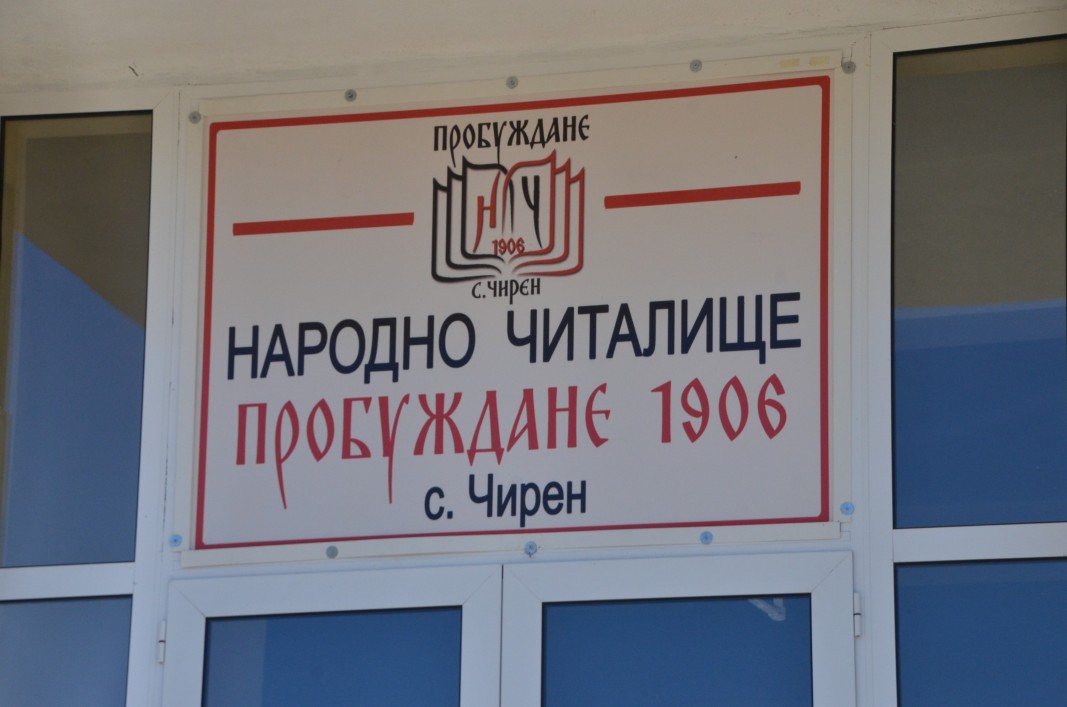 ПРОБУЖДАНЕ
НЧ
1906
с. Чирен
НАРОДНО ЧИТАЛИЩЕ
ПРОБУЖДАНЕ 1906
с. Чирен